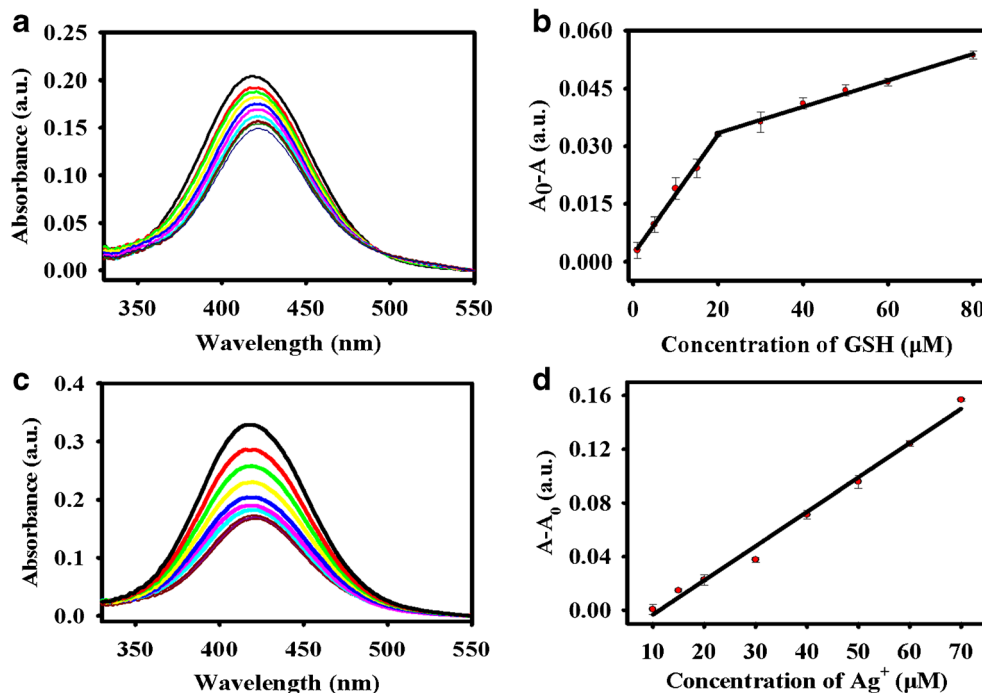 a
0.25
0.20
0.15
0.10
0.05
0.00
Absorbance (a.u.)
350 400 450 500 550
Wavelength (nm)
b
0.060
0.045
0.030
0.015
0.000
A₀-A (a.u.)
0 20 40 60 80
Concentration of GSH (μM)
c
0.4
0.3
0.2
0.1
0.0
Absorbance (a.u.)
350 400 450 500 550
Wavelength (nm)
d
0.16
0.12
0.08
0.04
0.00
A-A₀ (a.u.)
10 20 30 40 50 60 70
Concentration of Ag⁺ (μM)